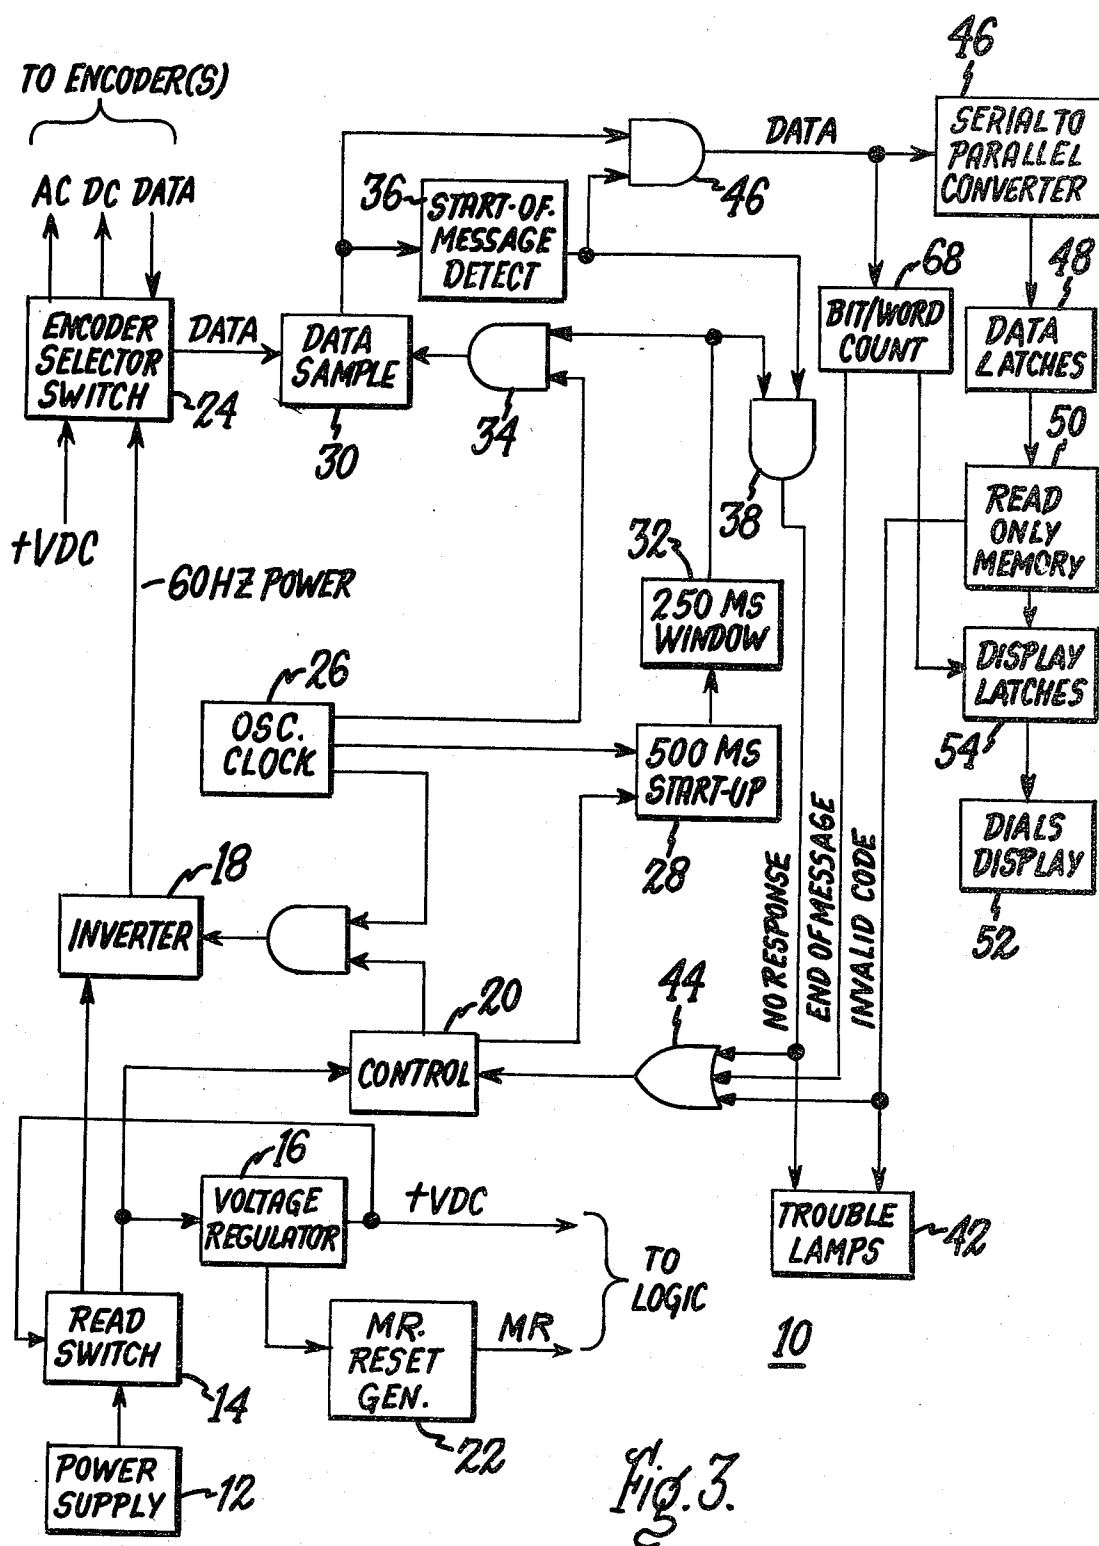 TO ENCODER(S)
AC DC DATA
ENCODER
SELECTOR
SWITCH
24
+VDC
60HZ POWER
DATA
DATA
SAMPLE
30
36
START-OF-
MESSAGE
DETECT
34
46
DATA
46
SERIAL TO
PARALLEL
CONVERTER
68
BIT/WORD
COUNT
48
DATA
LATCHES
50
READ
ONLY
MEMORY
DISPLAY
LATCHES
54
DIALS
DISPLAY
52
38
32
250 MS
WINDOW
500 MS
START-UP
28
26
OSC.
CLOCK
18
INVERTER
20
CONTROL
44
NO RESPONSE
END OF MESSAGE
INVALID CODE
TROUBLE
LAMPS
42
16
VOLTAGE
REGULATOR
+VDC
TO
LOGIC
MR.
RESET
GEN.
MR
22
READ
SWITCH
14
POWER
SUPPLY
12
10
Fig. 3.